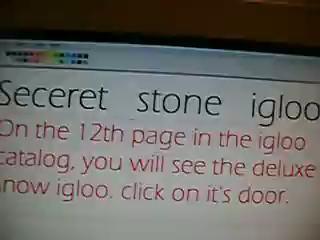 Seceret stone igloo
On the 12th page in the igloo
catalog, you will see the deluxe
now igloo. click on it's door.